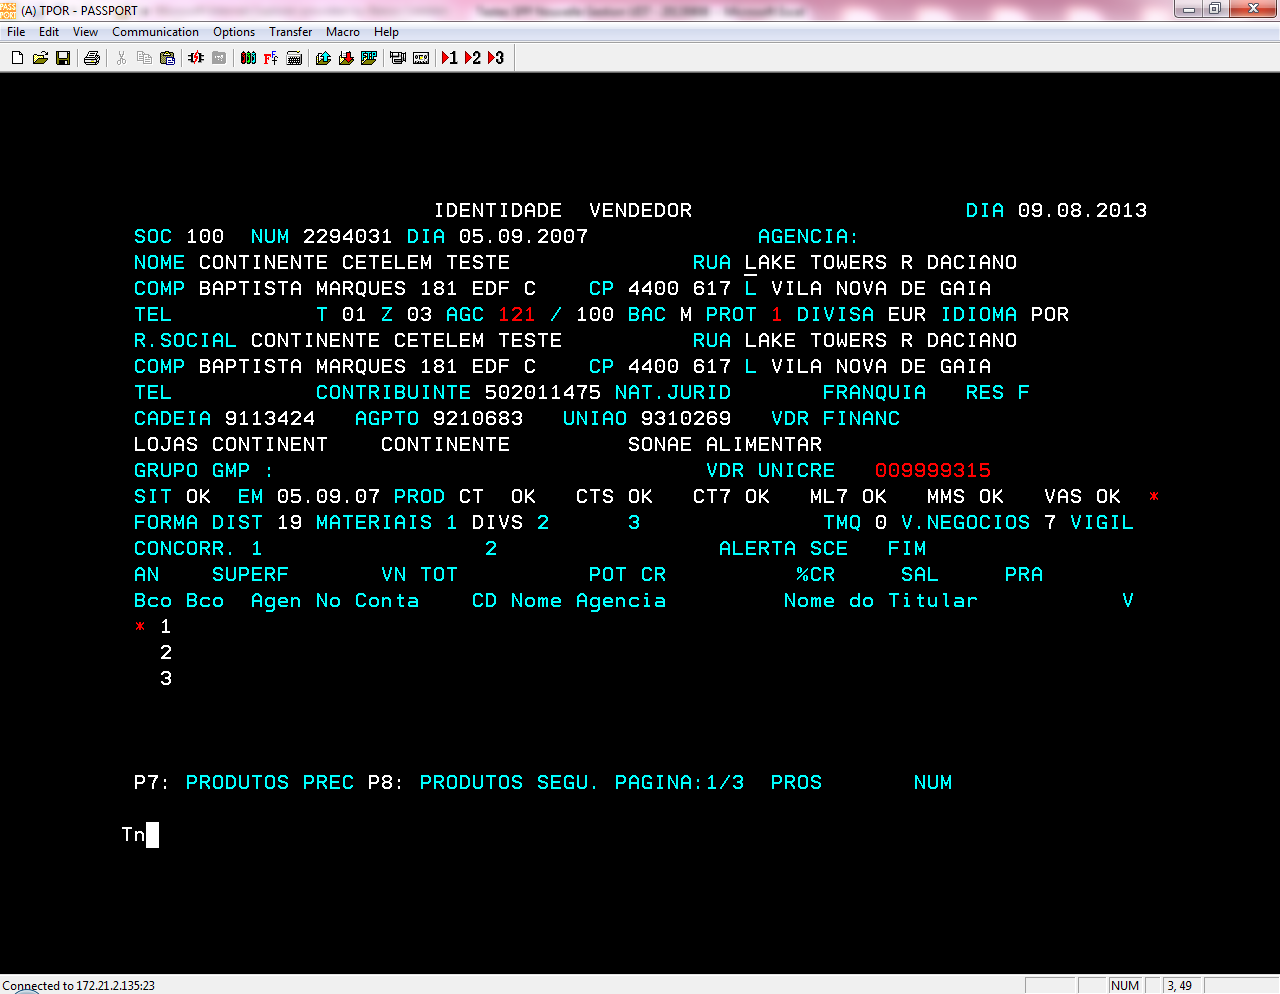 (A) TPOR - PASSPORT
File Edit View Communication Options Transfer Macro Help
1 2 3
IDENTIDADE VENDEDOR DIA 09.08.2013
SOC 100 NUM 2294031 DIA 05.09.2007 AGENCIA:
NOME CONTINENTE CETELEM TESTE RUA LAKE TOWERS R DACIANO
COMP BAPTISTA MARQUES 181 EDF C CP 4400 617 L VILA NOVA DE GAIA
TEL T 01 Z 03 AGC 121 / 100 BAC M PROT 1 DIVISA EUR IDIOMA POR
R.SOCIAL CONTINENTE CETELEM TESTE RUA LAKE TOWERS R DACIANO
COMP BAPTISTA MARQUES 181 EDF C CP 4400 617 L VILA NOVA DE GAIA
TEL CONTRIBUINTE 502011475 NAT.JURID FRANQUIA RES F
CADEIA 9113424 AGPTO 9210683 UNIAO 9310269 VDR FINANC
LOJAS CONTINENT CONTINENTE SONAE ALIMENTAR
GRUPO GMP : VDR UNICRE 009999315
SIT OK EM 05.09.07 PROD CT OK CTS OK CT7 OK ML7 OK MMS OK VAS OK *
FORMA DIST 19 MATERIAIS 1 DIVS 2 3 TMQ 0 V.NEGOCIOS 7 VIGIL
CONCORR. 1 2 ALERTA SCE FIM
AN SUPERF VN TOT POT CR %CR SAL PRA
Bco Bco Agen No Conta CD Nome Agencia Nome do Titular V
* 1
2
3
P7: PRODUTOS PREC P8: PRODUTOS SEGU. PAGINA:1/3 PROS NUM
Tn
Connected to 172.21.2.135:23 NUM 3, 49